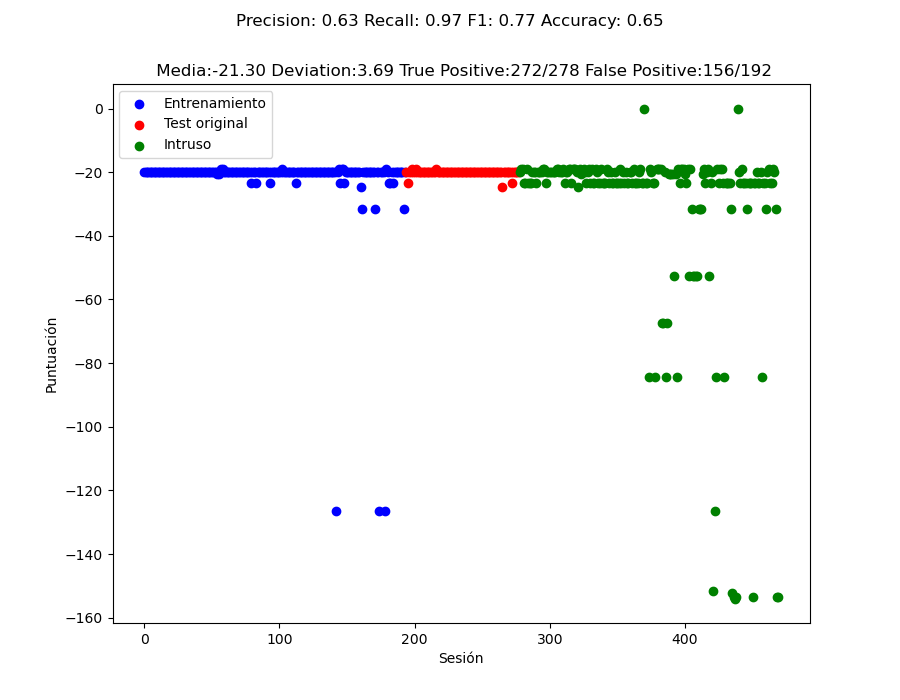 Precision: 0.63 Recall: 0.97 F1: 0.77 Accuracy: 0.65
Media:-21.30 Deviation:3.69 True Positive:272/278 False Positive:156/192
Entrenamiento
Test original
Intruso
0
−20
−40
−60
−80
−100
−120
−140
−160
Puntuación
0 100 200 300 400
Sesión